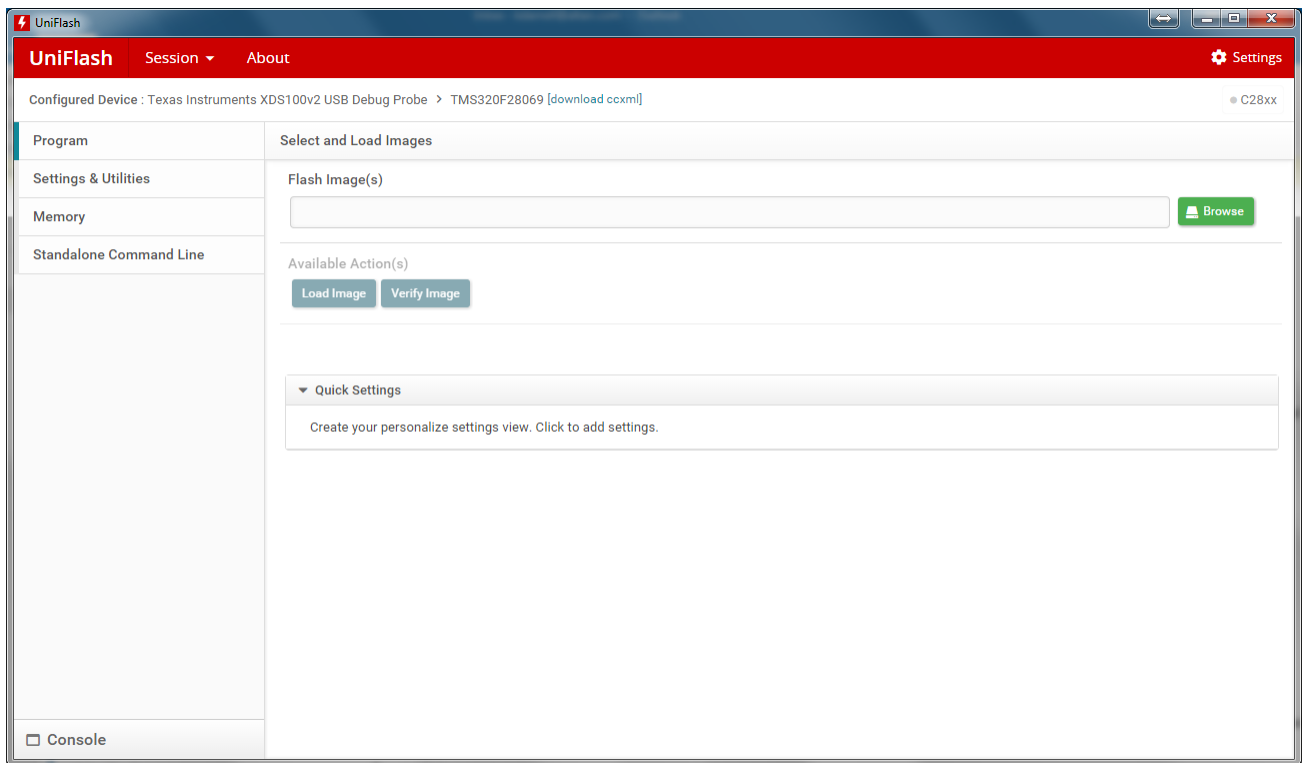 UniFlash
UniFlash Session About Settings
Configured Device : Texas Instruments XDS100v2 USB Debug Probe > TMS320F28069 [download ccxml] C28xx
Program
Settings & Utilities
Memory
Standalone Command Line
Select and Load Images
Flash Image(s)
Browse
Available Action(s)
Load Image Verify Image
Quick Settings
Create your personalize settings view. Click to add settings.
Console